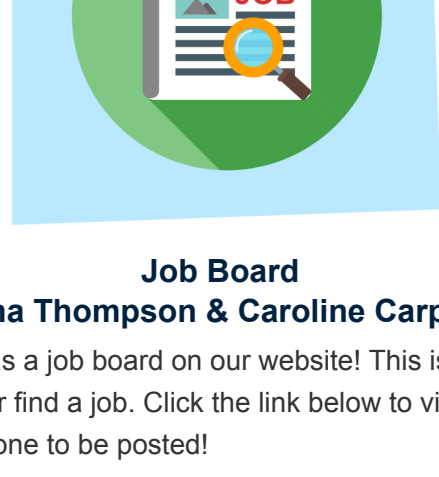 JOB
Job Board
na Thompson & Caroline Carp
s a job board on our website! This is
r find a job. Click the link below to vi
one to be posted!